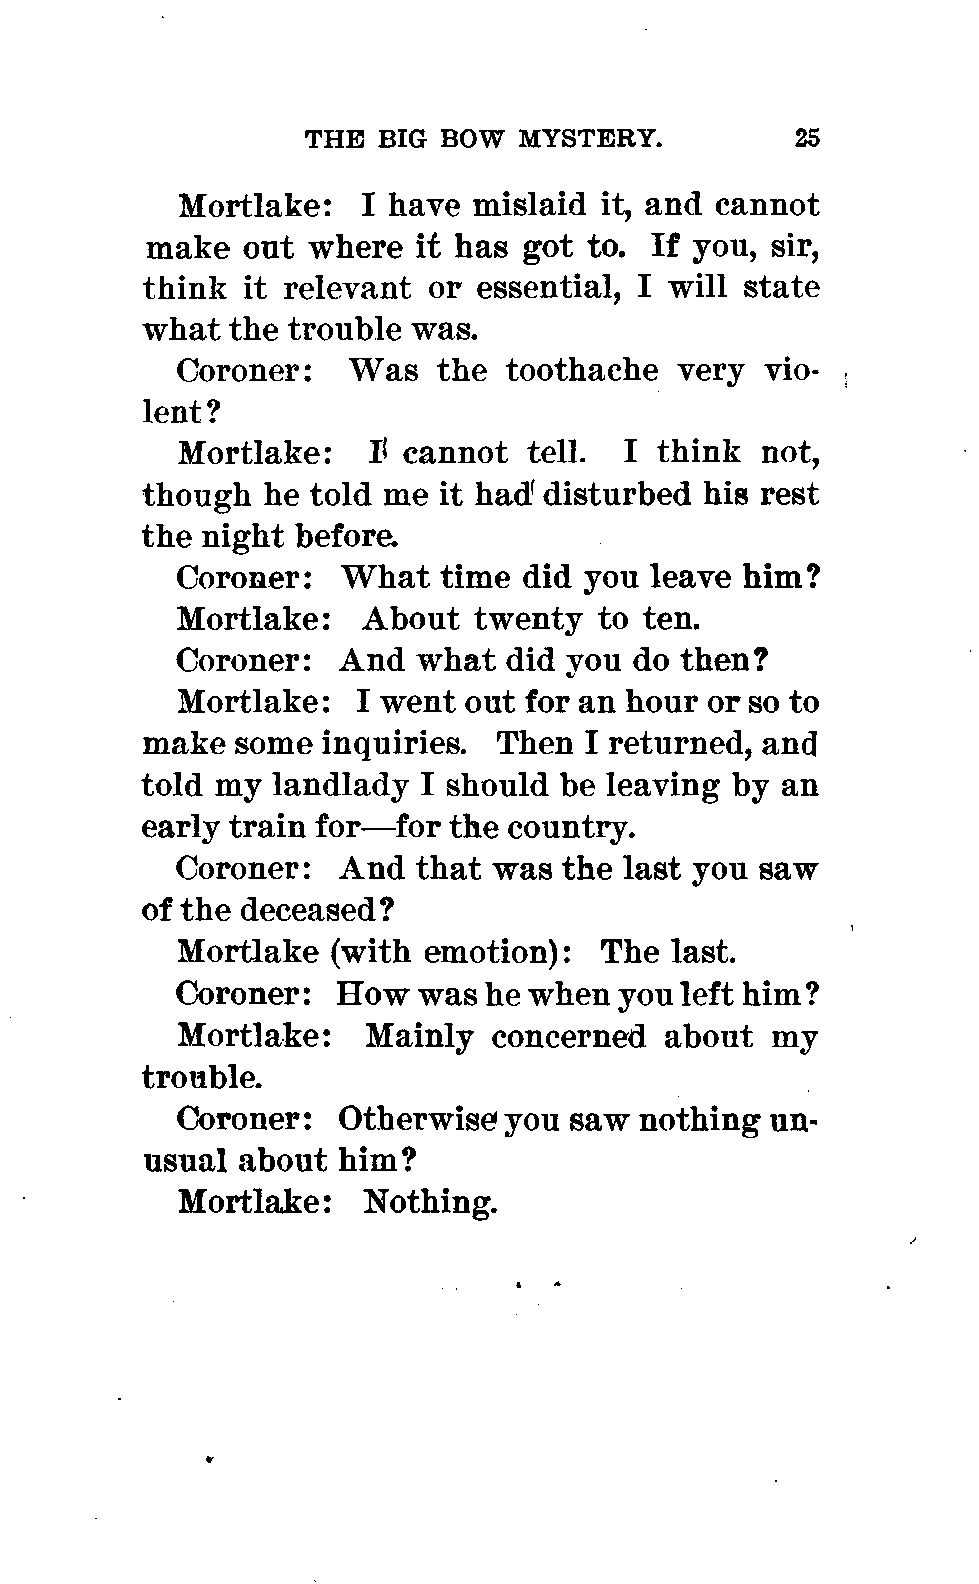 THE BIG BOW MYSTERY. 25
Mortlake: I have mislaid it, and cannot
make out where it has got to. If you, sir,
think it relevant or essential, I will state
what the trouble was.
Coroner: Was the toothache very vio-
lent?
Mortlake: I cannot tell. I think not,
though he told me it had disturbed his rest
the night before.
Coroner: What time did you leave him?
Mortlake: About twenty to ten.
Coroner: And what did you do then?
Mortlake: I went out for an hour or so to
make some inquiries. Then I returned, and
told my landlady I should be leaving by an
early train for—for the country.
Coroner: And that was the last you saw
of the deceased?
Mortlake (with emotion): The last.
Coroner: How was he when you left him?
Mortlake: Mainly concerned about my
trouble.
Coroner: Otherwise you saw nothing un-
usual about him?
Mortlake: Nothing.